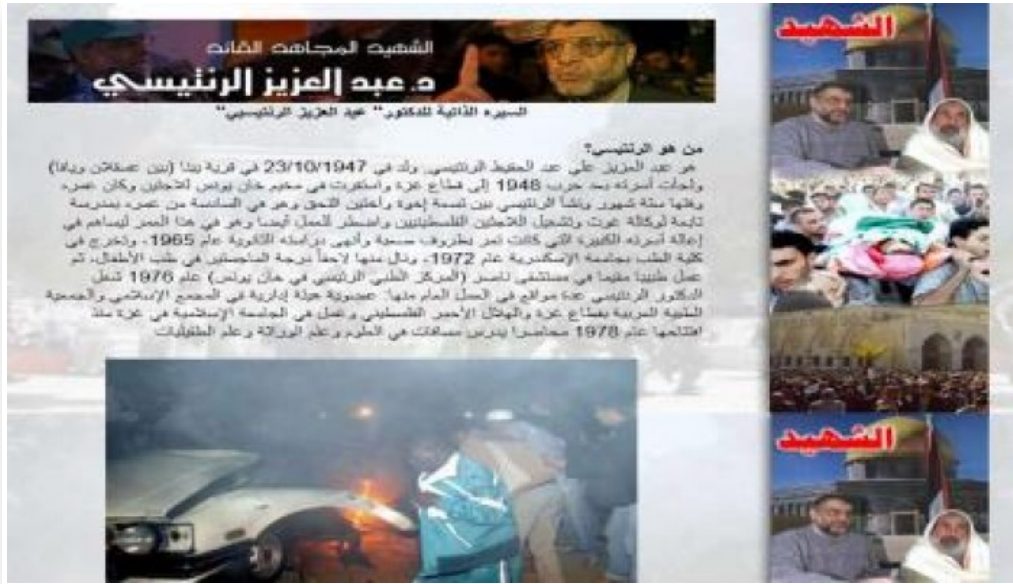 الشهيد المجاهد القائد
د.عبد العزيز الرنتيسي
السيره الذاتية للدكتور" عبد العزيز الرنتيسي"
من هو الرنتيسي؟
هو عبد العزيز علي عبد الحفيظ الرنتيسي ولد في 23/10/1947 في قرية يبنا (بين عسقلان ويافا)
ولجأت أسرته بعد حرب 1948 إلى قطاع غزة واستقرت في مخيم خان يونس للاجئين وكان عمره
وقتها ستة شهور ونشأ الرنتيسي بين تسعة إخوة وأختين التحق وهو في السادسة من عمره بمدرسة
تابعة لوكالة غوث وتشغيل اللاجئين الفلسطينيين واضطر للعمل أيضا وهو في هذا العمر ليساهم في
إعالة أسرته الكبيرة التي كانت تمر بظروف صعبة وأنهى دراسته الثانوية عام 1965، وتخرج في
كلية الطب بجامعة الإسكندرية عام 1972، ونال منها لاحقاً درجة الماجستير في طب الأطفال، ثم
عمل طبيبا مقيما في مستشفى ناصر (المركز الطبي الرئيسي في خان يونس) عام 1976 شغل
الدكتور الرنتيسي عدة مواقع في العمل العام منها: عضوية هيئة إدارية في المجمع الإسلامي والجمعية
الطبية العربية بقطاع غزة والهلال الأحمر الفلسطيني وعمل في الجامعة الإسلامية في غزة منذ
افتتاحها عام 1978 محاضرا يدرس مساقات في العلوم وعلم الوراثة وعلم الطفيليات
الشهيد
الشهيد